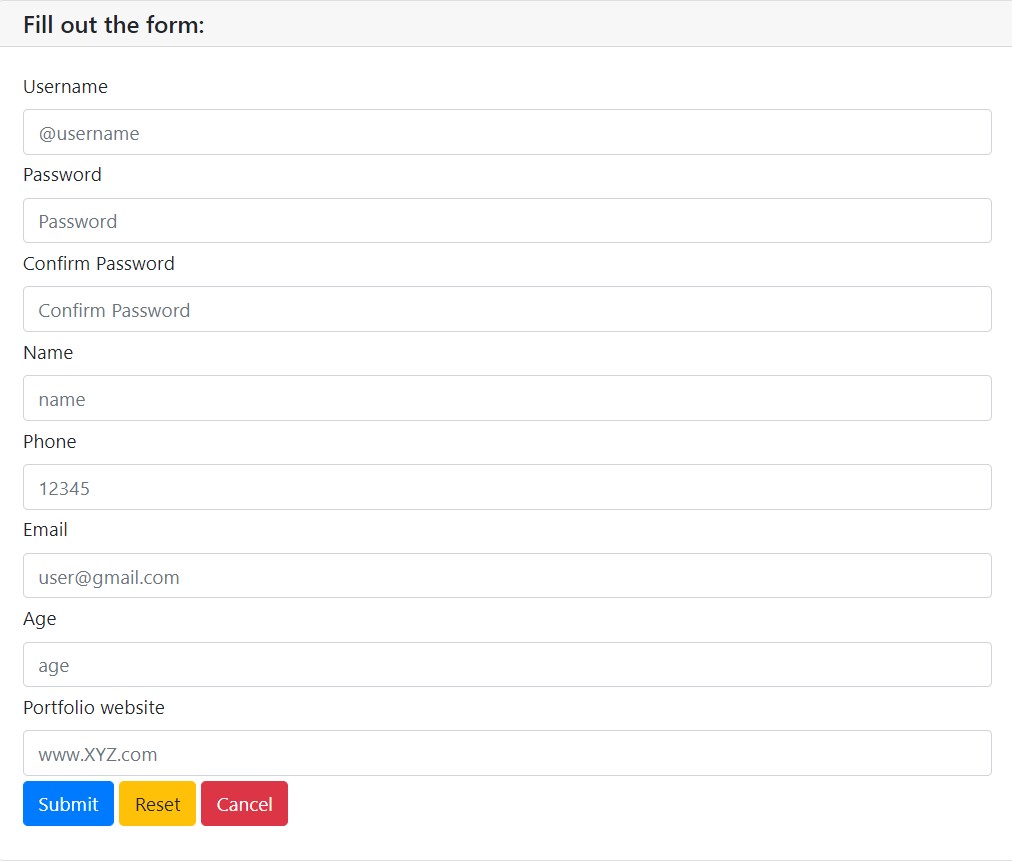 Fill out the form:
Username
@username
Password
Password
Confirm Password
Confirm Password
Name
name
Phone
12345
Email
user@gmail.com
Age
age
Portfolio website
www.XYZ.com
Submit Reset Cancel